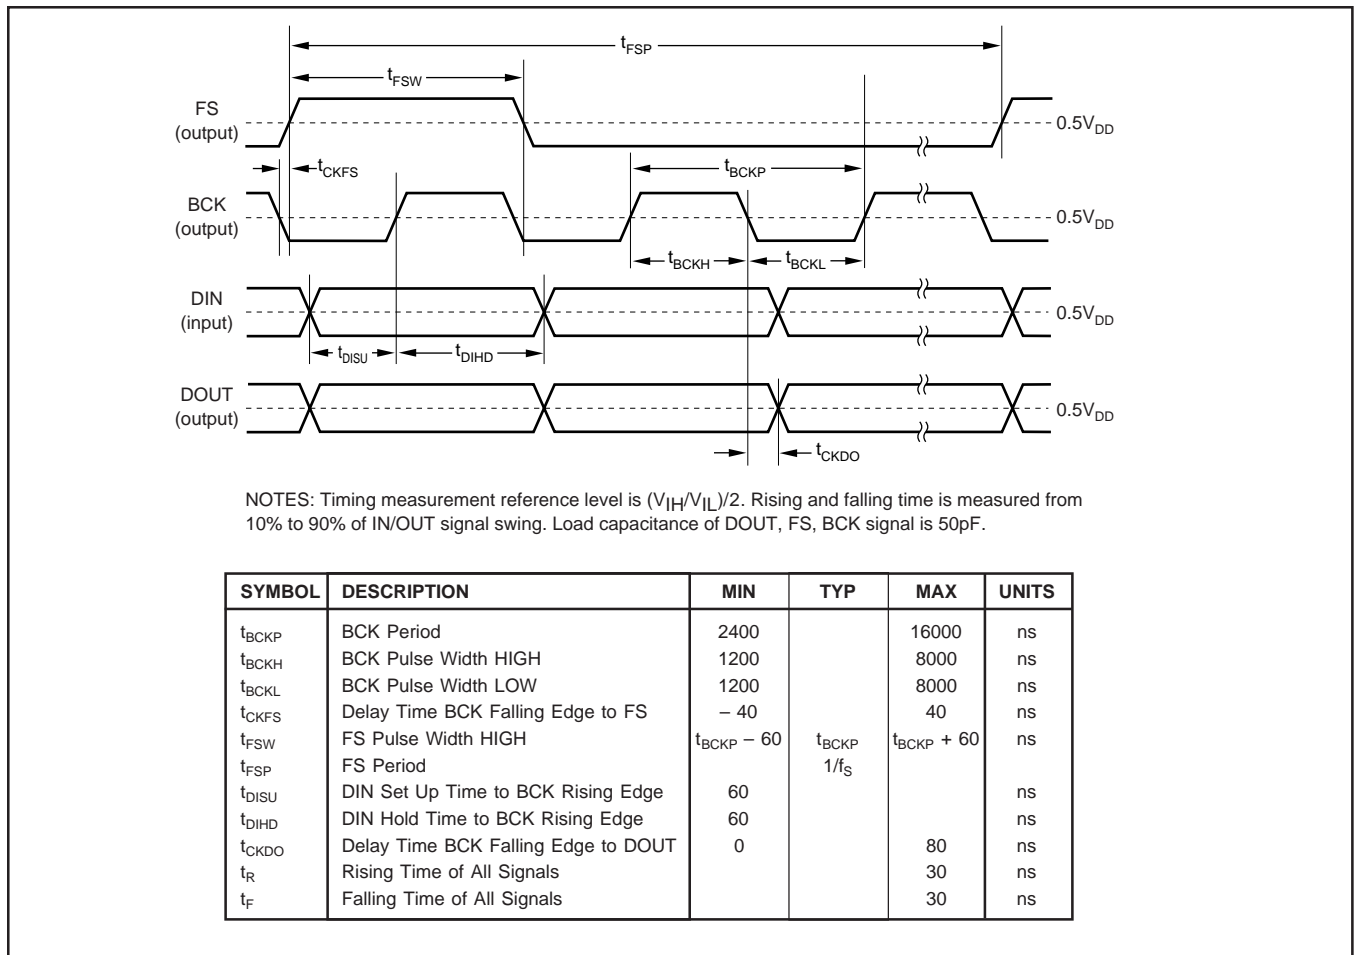 tFSP
tFSW
FS
(output)
0.5VDD
tCKFS
tBCKP
BCK
(output)
0.5VDD
tBCKH
tBCKL
DIN
(input)
0.5VDD
tDISU
tDIHD
DOUT
(output)
0.5VDD
tCKDO
NOTES: Timing measurement reference level is (VIH/VIL)/2. Rising and falling time is measured from
10% to 90% of IN/OUT signal swing. Load capacitance of DOUT, FS, BCK signal is 50pF.
SYMBOL DESCRIPTION MIN TYP MAX UNITS
tBCKP BCK Period 2400 16000 ns
tBCKH BCK Pulse Width HIGH 1200 8000 ns
tBCKL BCK Pulse Width LOW 1200 8000 ns
tCKFS Delay Time BCK Falling Edge to FS – 40 40 ns
tFSW FS Pulse Width HIGH tBCKP – 60 tBCKP tBCKP + 60 ns
tFSP FS Period 1/fS
tDISU DIN Set Up Time to BCK Rising Edge 60 ns
tDIHD DIN Hold Time to BCK Rising Edge 60 ns
tCKDO Delay Time BCK Falling Edge to DOUT 0 80 ns
tR Rising Time of All Signals 30 ns
tF Falling Time of All Signals 30 ns